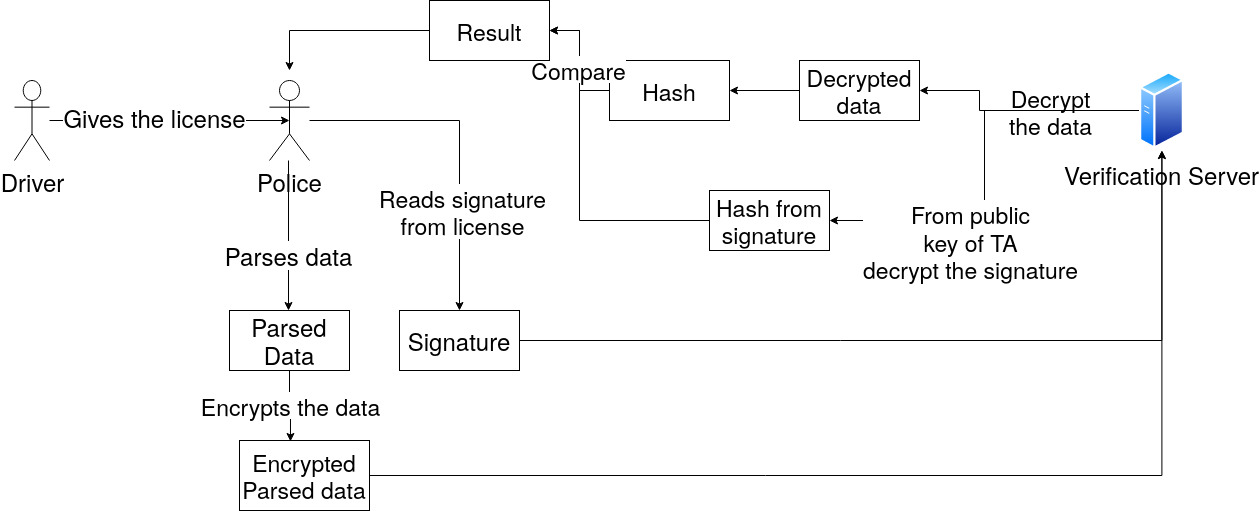 Result
Compare
Hash
Decrypted
data
Decrypt
the data
Gives the license
Driver
Police
Verification Server
Reads signature
from license
Hash from
signature
From public
key of TA
decrypt the signature
Parses data
Parsed
Data
Signature
Encrypts the data
Encrypted
Parsed data